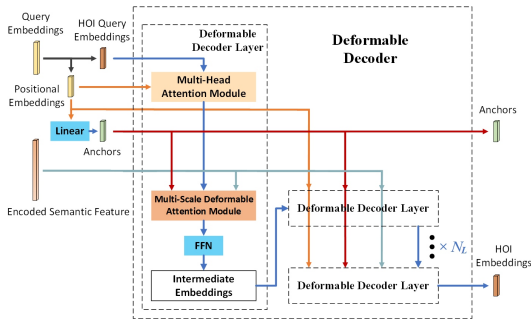 Query
Embeddings
HOI Query
Embeddings
Deformable
Decoder Layer
Deformable
Decoder
Multi-Head
Attention Module
Positional
Embeddings
Linear
Anchors
Anchors
Encoded Semantic Feature
Multi-Scale Deformable
Attention Module
Deformable Decoder Layer
FFN
× N_L
HOI
Embeddings
Intermediate
Embeddings
Deformable Decoder Layer